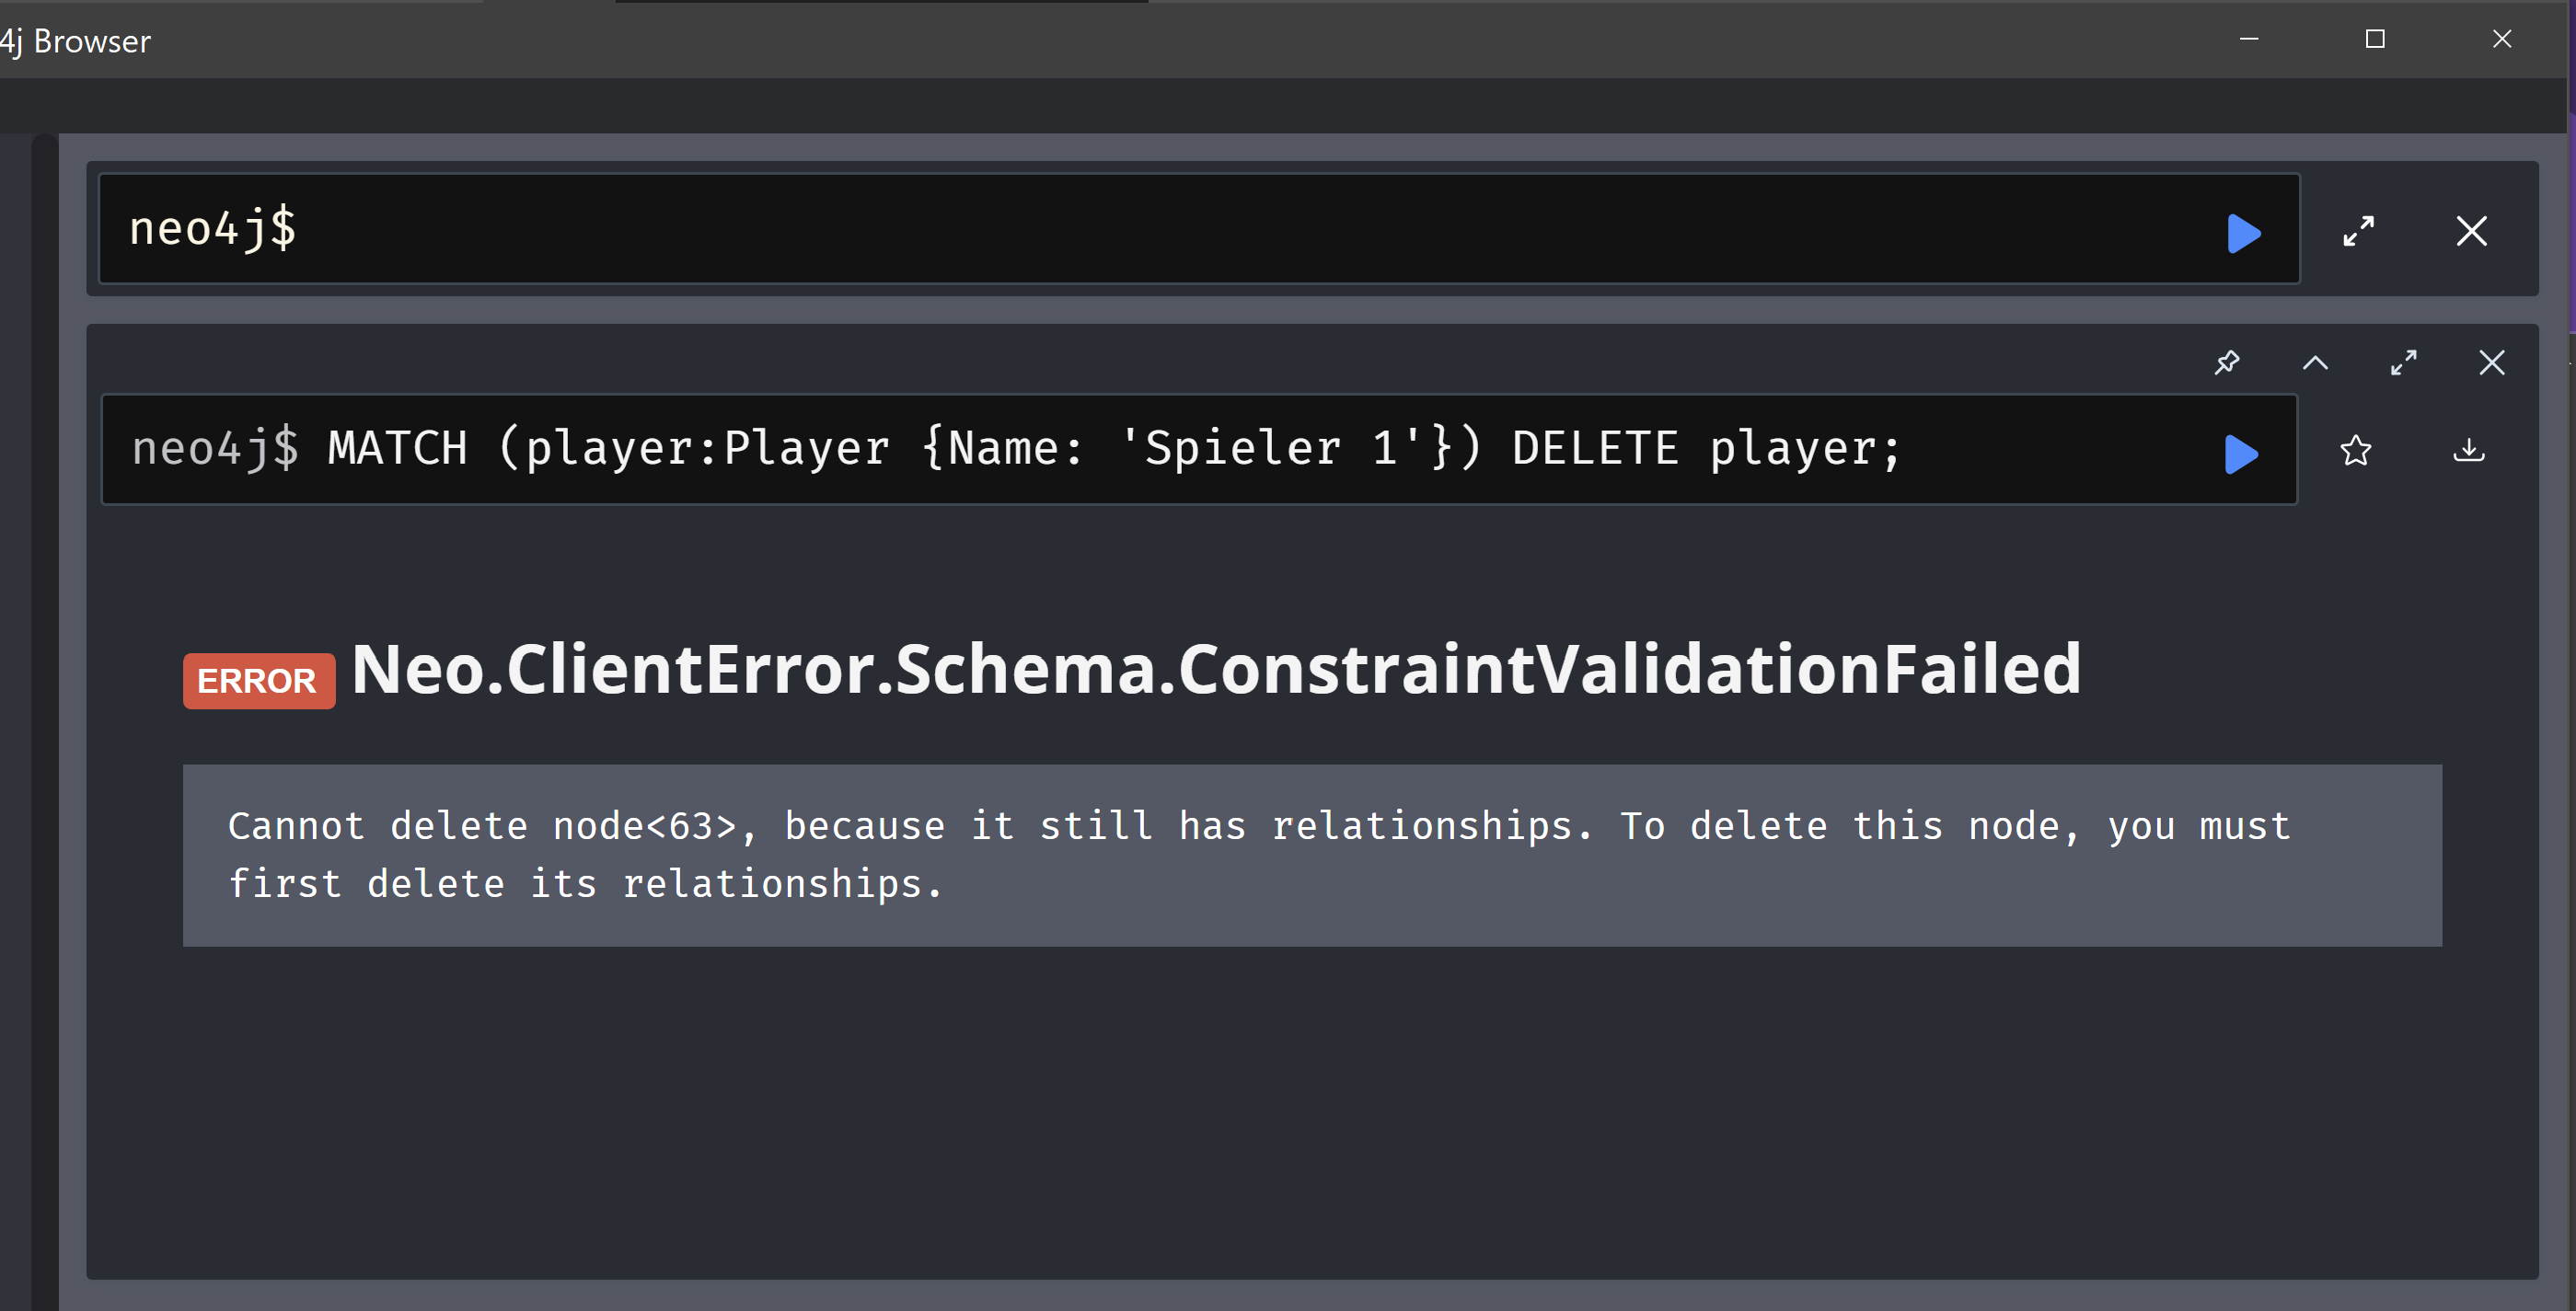 4j Browser
neo4j$
neo4j$ MATCH (player:Player {Name: 'Spieler 1'}) DELETE player;
ERROR Neo.ClientError.Schema.ConstraintValidationFailed
Cannot delete node<63>, because it still has relationships. To delete this node, you must
first delete its relationships.